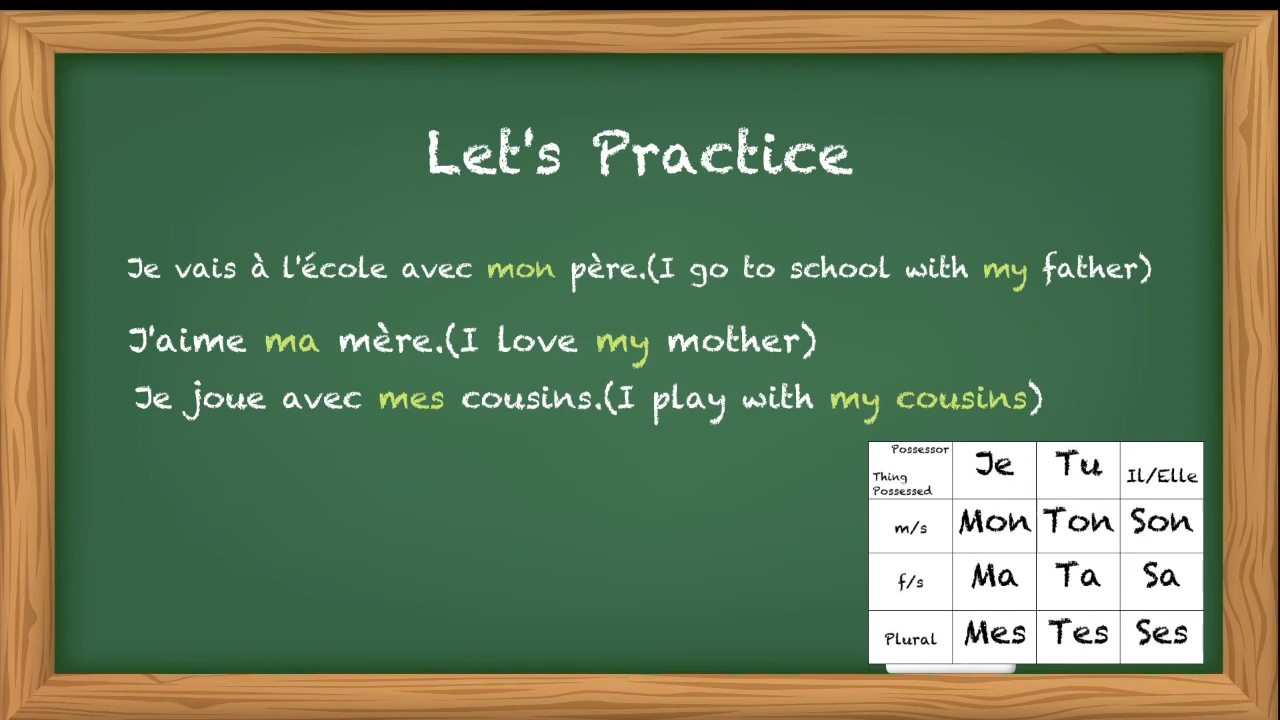 Let's Practice
Je vais à l'école avec mon père.(I go to school with my father)
J'aime ma mère.(I love my mother)
Je joue avec mes cousins.(I play with my cousins)
Possessor
Thing
Possessed
Je Tu Il/Elle
m/s Mon Ton Son
f/s Ma Ta Sa
Plural Mes Tes Ses